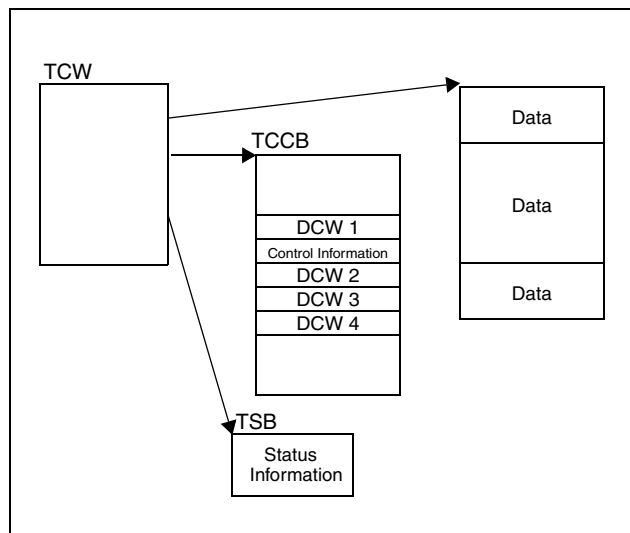 TCW
TCCB
DCW 1
Control Information
DCW 2
DCW 3
DCW 4
Data
Data
Data
TSB
Status
Information